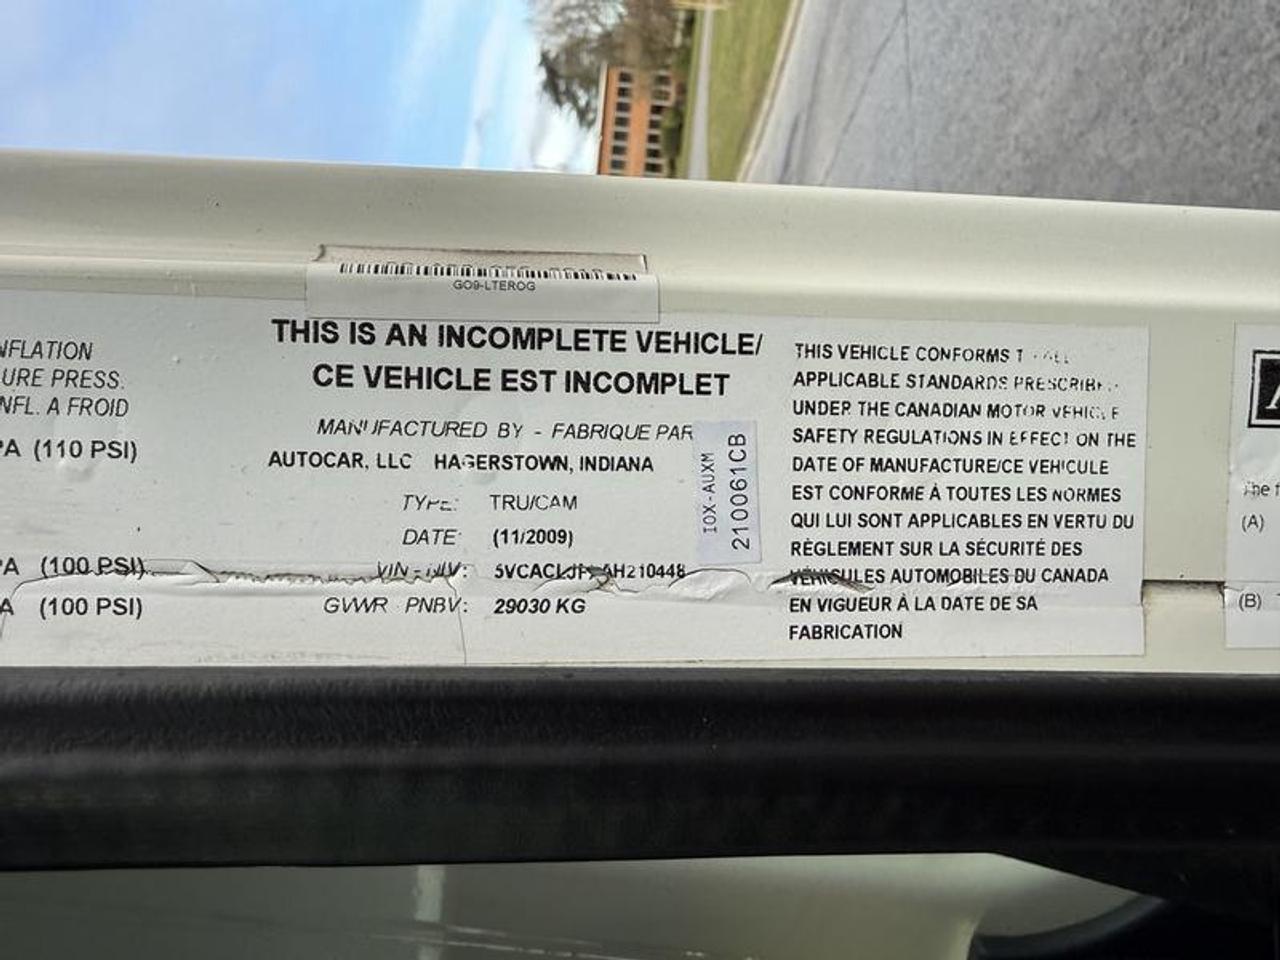 GO9-LTEROG
NFLATION
URE PRESS.
NFL. A FROID
PA (110 PSI)
A (100 PSI)
A (100 PSI)
THIS IS AN INCOMPLETE VEHICLE/
CE VEHICLE EST INCOMPLET
MANUFACTURED BY - FABRIQUE PAR
AUTOCAR, LLC HAGERSTOWN, INDIANA
TYPE: TRU/CAM
DATE: (11/2009)
VIN - NIV:
GVWR PNBV: 29030 KG
IOX-AUXM
210061CB
THIS VEHICLE CONFORMS
APPLICABLE STANDARDS
UNDER THE CANADIAN MOTOR VEHICLE
SAFETY REGULATIONS IN EFFECT ON THE
DATE OF MANUFACTURE/CE VEHICULE
EST CONFORME À TOUTES LES NORMES
QUI LUI SONT APPLICABLES EN VERTU DU
RÈGLEMENT SUR LA SÉCURITÉ DES
VÉHICULES AUTOMOBILES DU CANADA
EN VIGUEUR À LA DATE DE SA
FABRICATION
(A)
(B)